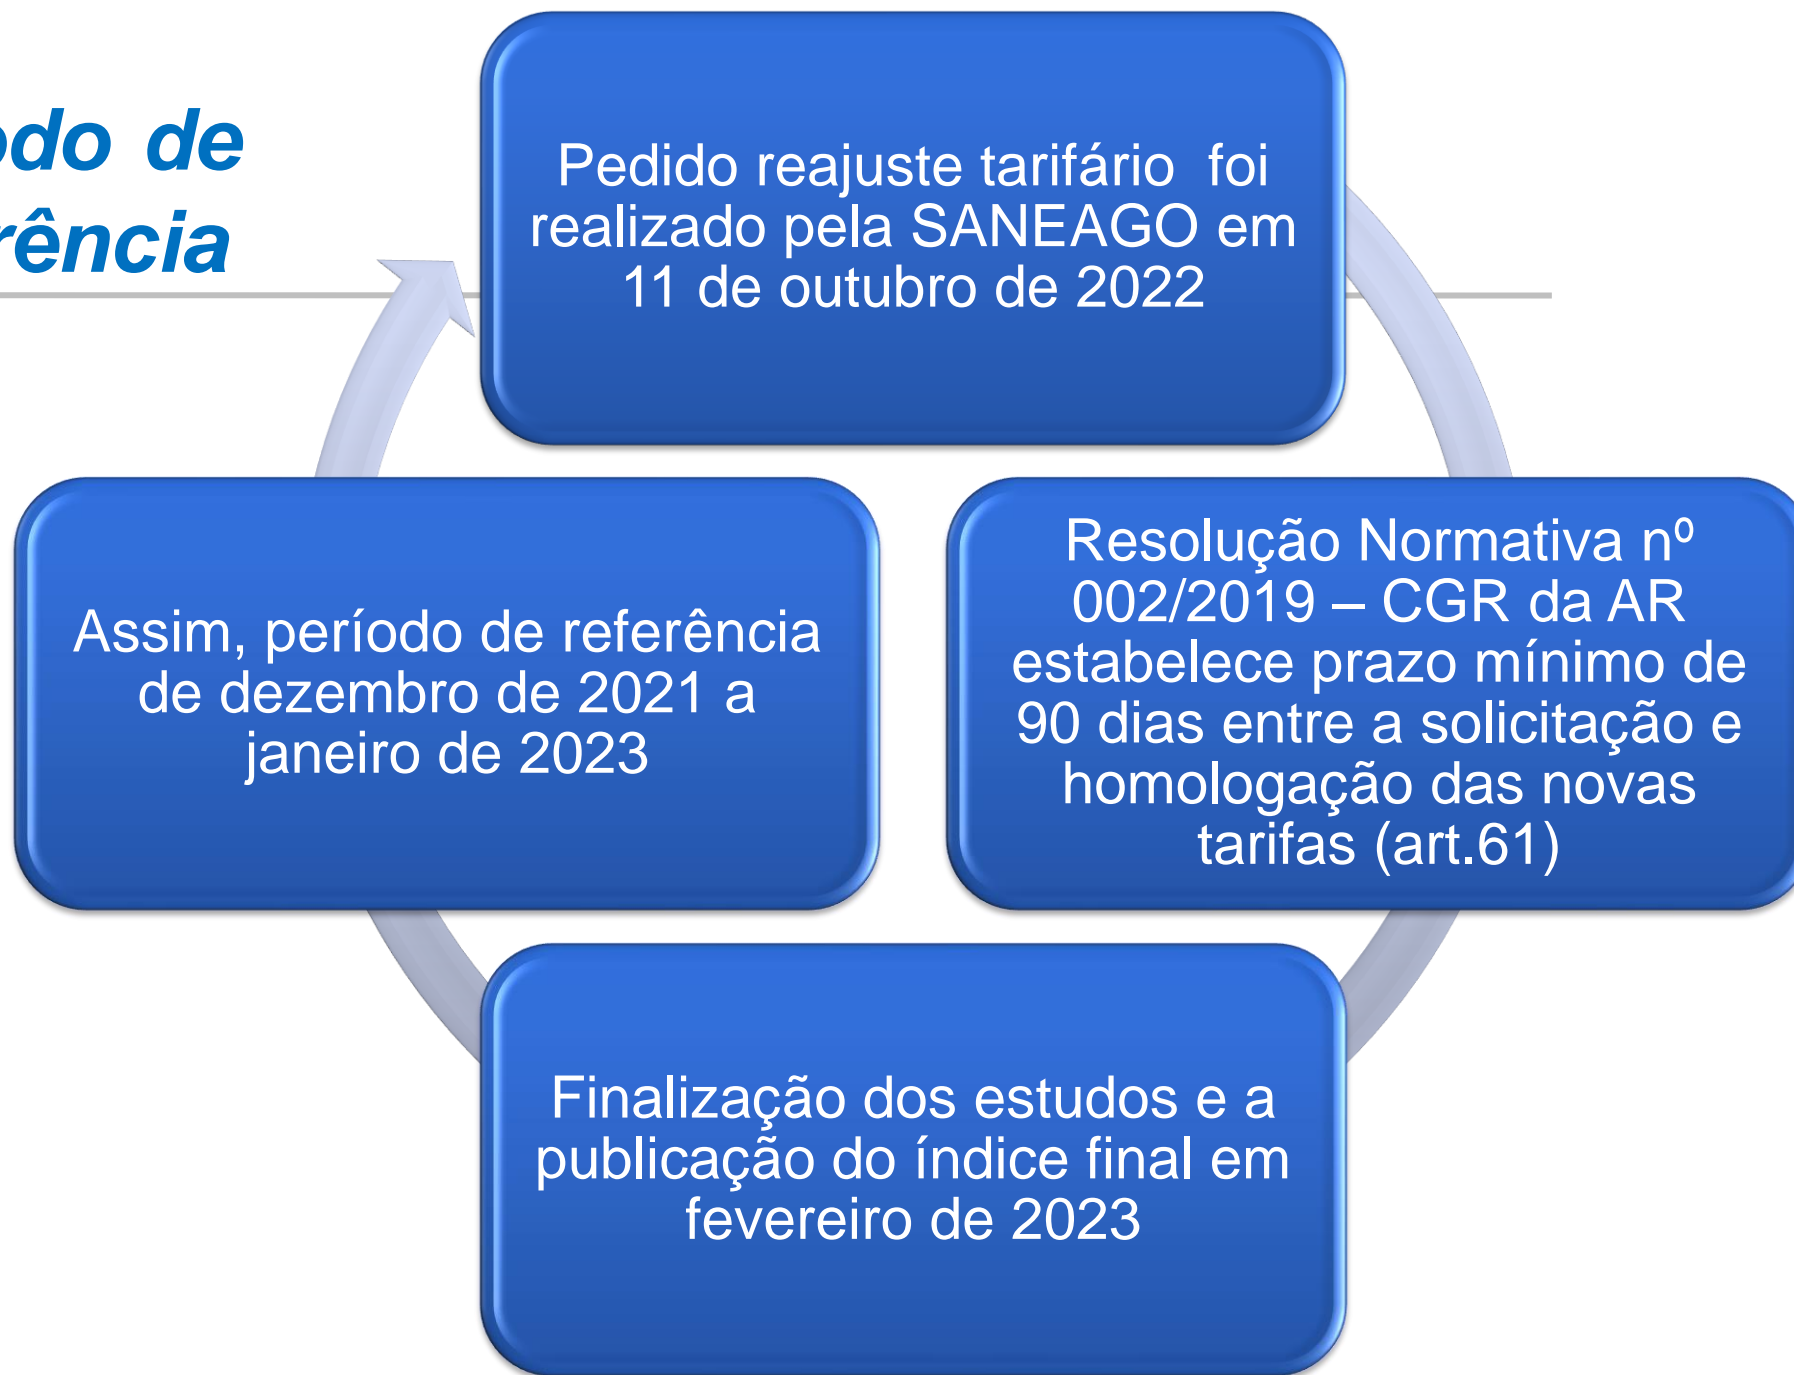 odo de
rência
Pedido reajuste tarifário foi
realizado pela SANEAGO em
11 de outubro de 2022
Resolução Normativa nº
002/2019 – CGR da AR
estabelece prazo mínimo de
90 dias entre a solicitação e
homologação das novas
tarifas (art.61)
Finalização dos estudos e a
publicação do índice final em
fevereiro de 2023
Assim, período de referência
de dezembro de 2021 a
janeiro de 2023